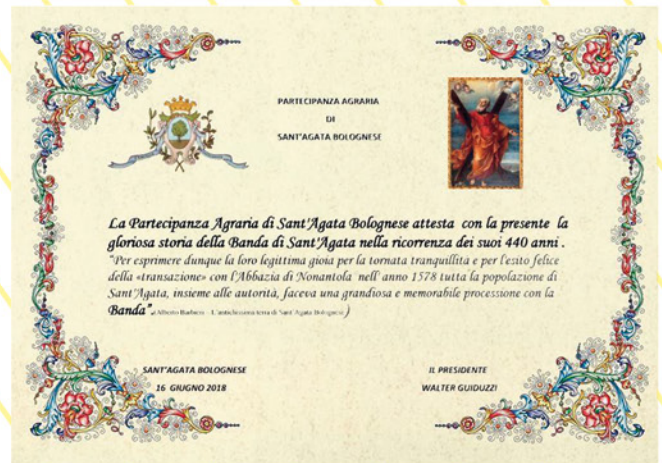 PARTECIPANZA AGRARIA
DI
SANT'AGATA BOLOGNESE
La Partecipanza Agraria di Sant'Agata Bolognese attesta con la presente la
gloriosa storia della Banda di Sant'Agata nella ricorrenza dei suoi 440 anni .
"Per esprimere dunque la loro legittima gioia per la tornata tranquillita e per l'esito felice
della «transazione» con l'Abbazia di Nonantola nell' anno 1578 tutta la popolazione di
Sant'Agata, insieme alle autorità, faceva una grandiosa e memorabile processione con la
Banda" (Alberto Barbieri - L'antichissima terra di Sant'Agata Bolognese )
SANT'AGATA BOLOGNESE
16 GIUGNO 2018
IL PRESIDENTE
WALTER GUIDUZZI